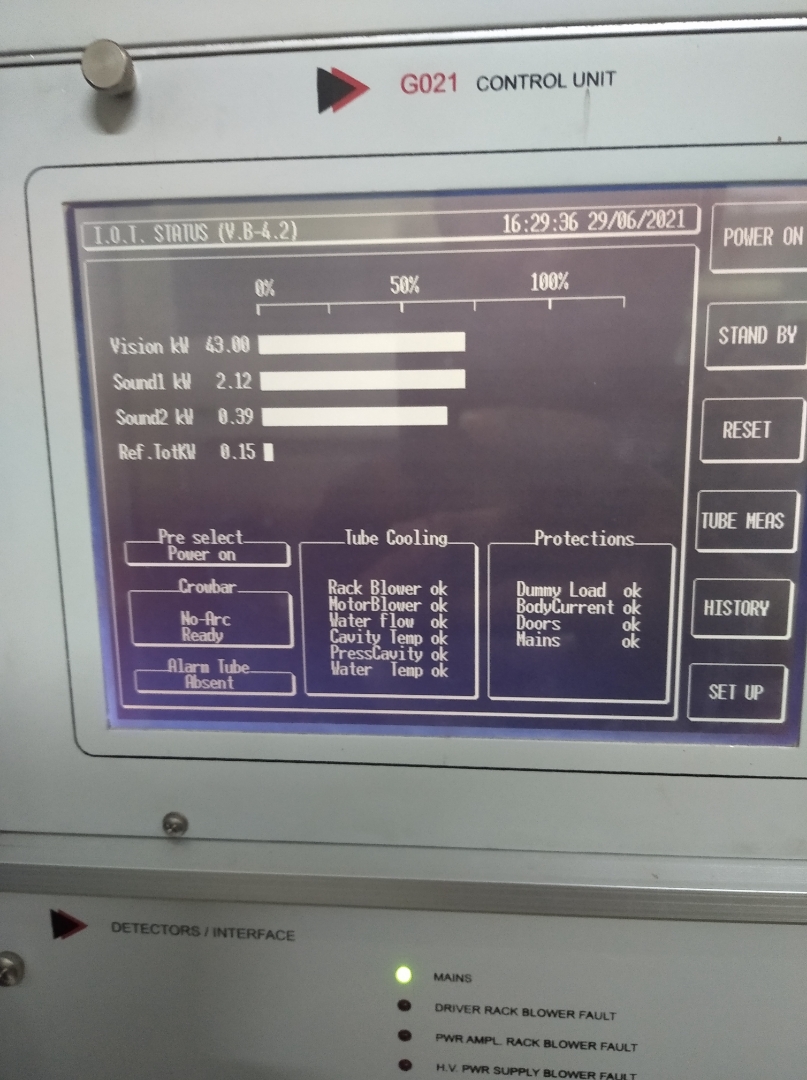 G021 CONTROL UNIT
I.O.T. STATUS (V.B-4.2) 16:29:36 29/06/2021
0% 50% 100%
Vision kW 43.00
Sound1 kW 2.12
Sound2 kW 0.39
Ref.TotKW 0.15
Pre select
Power on
Crowbar
No-Arc
Ready
Alarm Tube
Absent
Tube Cooling
Rack Blower ok
MotorBlower ok
Water flow ok
Cavity Temp ok
PressCavity ok
Water Temp ok
Protections
Dummy Load ok
BodyCurrent ok
Doors ok
Mains ok
POWER ON
STAND BY
RESET
TUBE MEAS
HISTORY
SET UP
DETECTORS / INTERFACE
MAINS
DRIVER RACK BLOWER FAULT
PWR AMPL. RACK BLOWER FAULT
H.V. PWR SUPPLY BLOWER FAULT